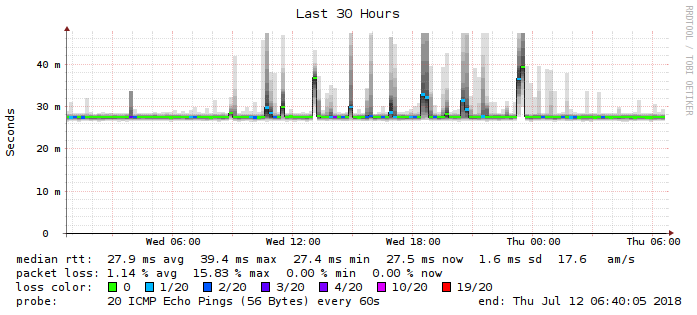 Last 30 Hours
RRDTOOL / TOBI OETIKER
Seconds
40 m
30 m
20 m
10 m
0
Wed 06:00 Wed 12:00 Wed 18:00 Thu 00:00 Thu 06:00
median rtt: 27.9 ms avg 39.4 ms max 27.4 ms min 27.5 ms now 1.6 ms sd 17.6 am/s
packet loss: 1.14 % avg 15.83 % max 0.00 % min 0.00 % now
loss color: 0 1/20 2/20 3/20 4/20 10/20 19/20
probe: 20 ICMP Echo Pings (56 Bytes) every 60s end: Thu Jul 12 06:40:05 2018